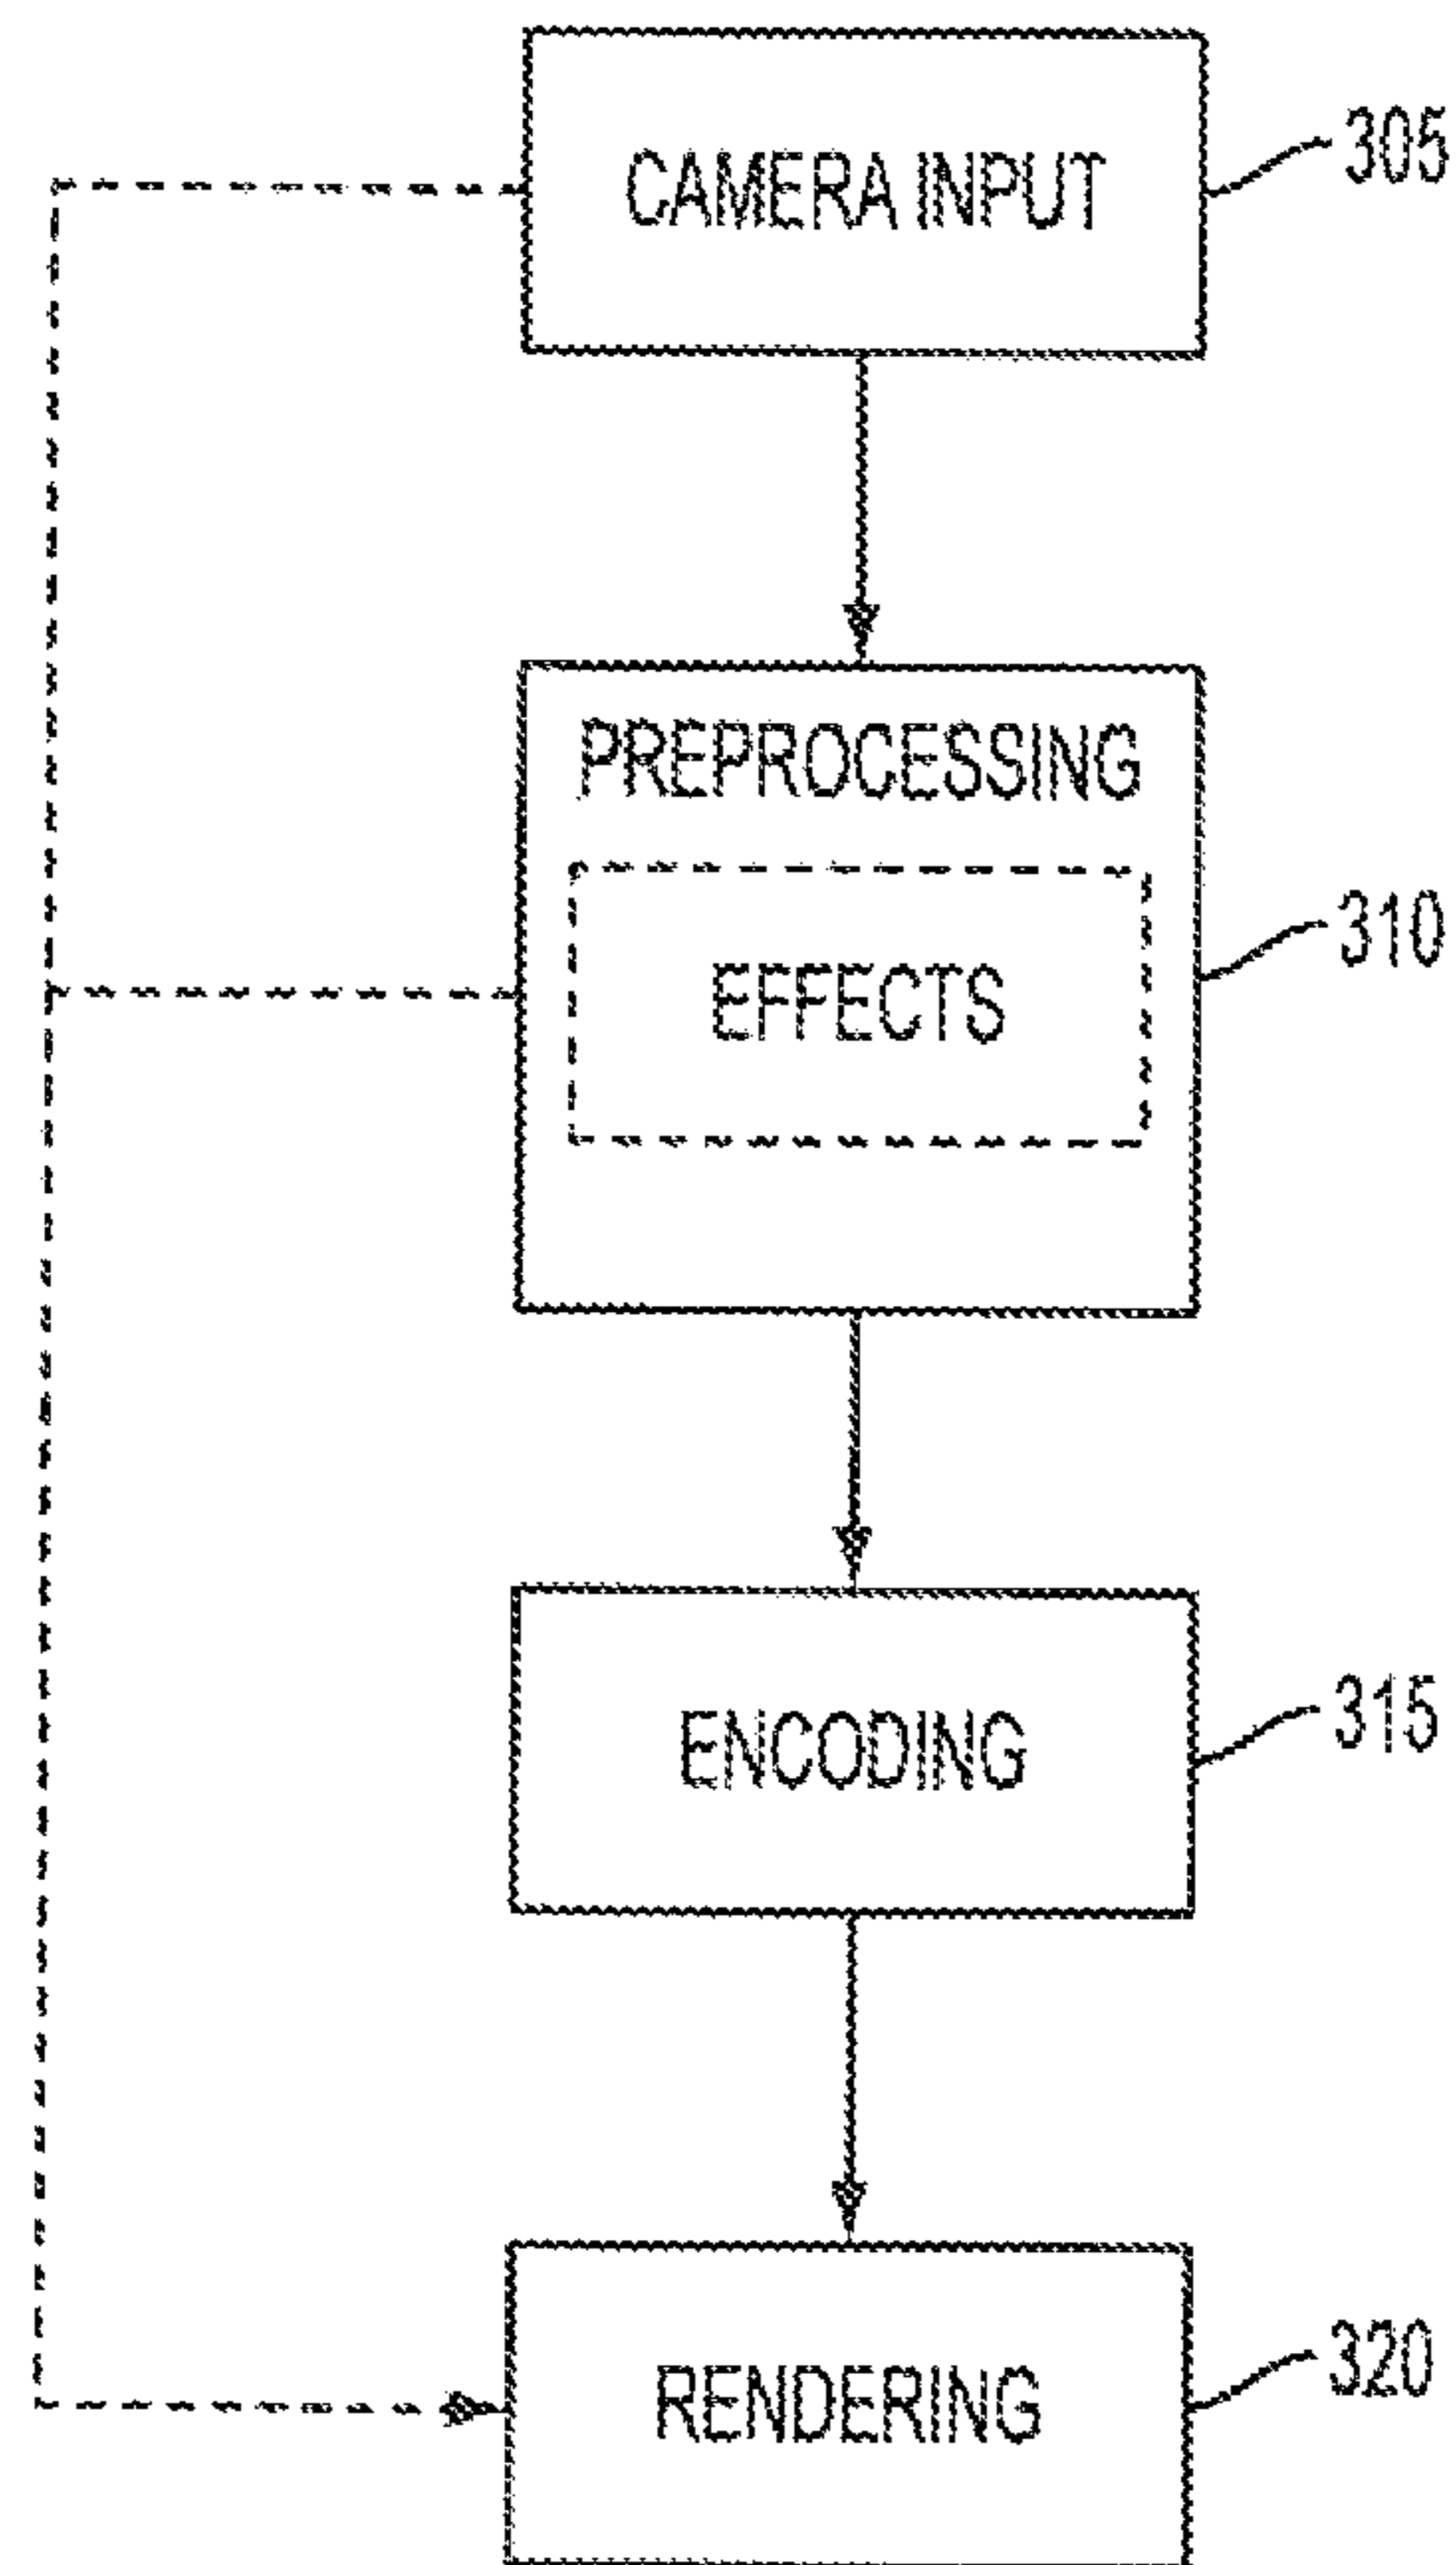 CAMERA INPUT
305
PREPROCESSING
EFFECTS
310
ENCODING
315
RENDERING
320